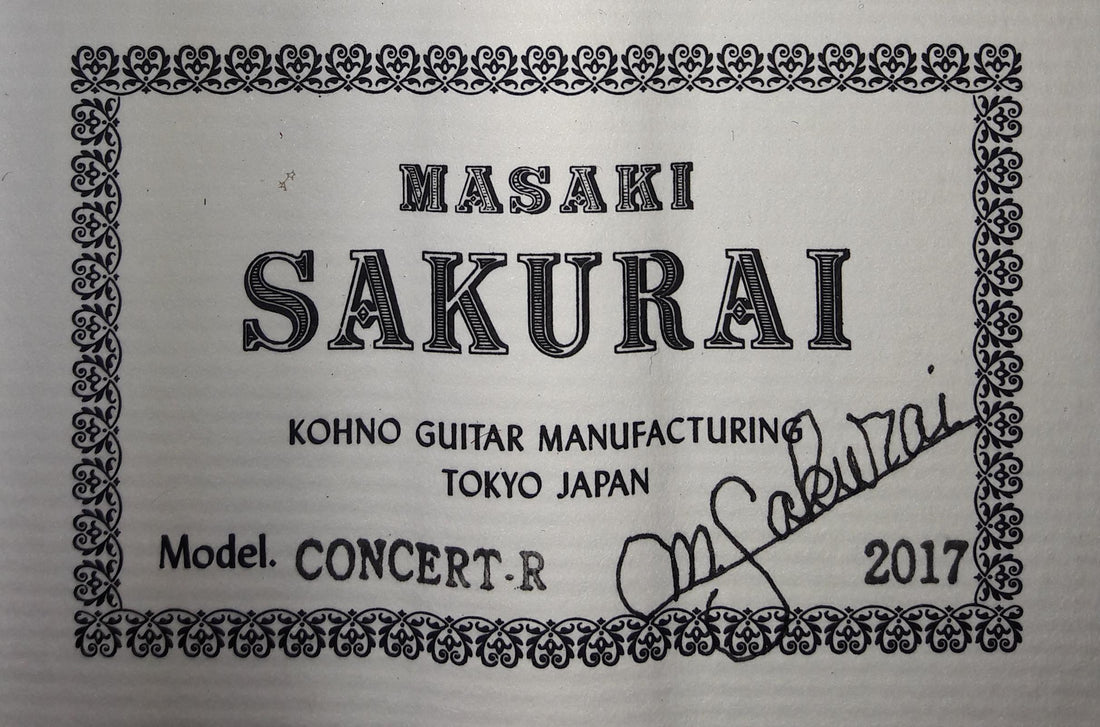 MASAKI
SAKURAI
KOHNO GUITAR MANUFACTURING
TOKYO JAPAN
M. Sakurai
Model. CONCERT-R 2017